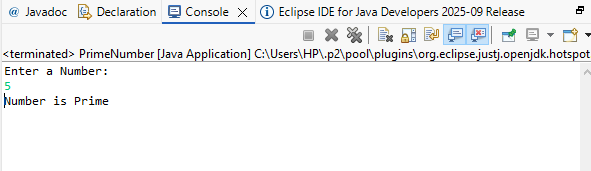 @ Javadoc Declaration Console × Eclipse IDE for Java Developers 2025-09 Release
<terminated> PrimeNumber [Java Application] C:\Users\HP\.p2\pool\plugins\org.eclipse.justj.openjdk.hotspot
Enter a Number:
5
Number is Prime